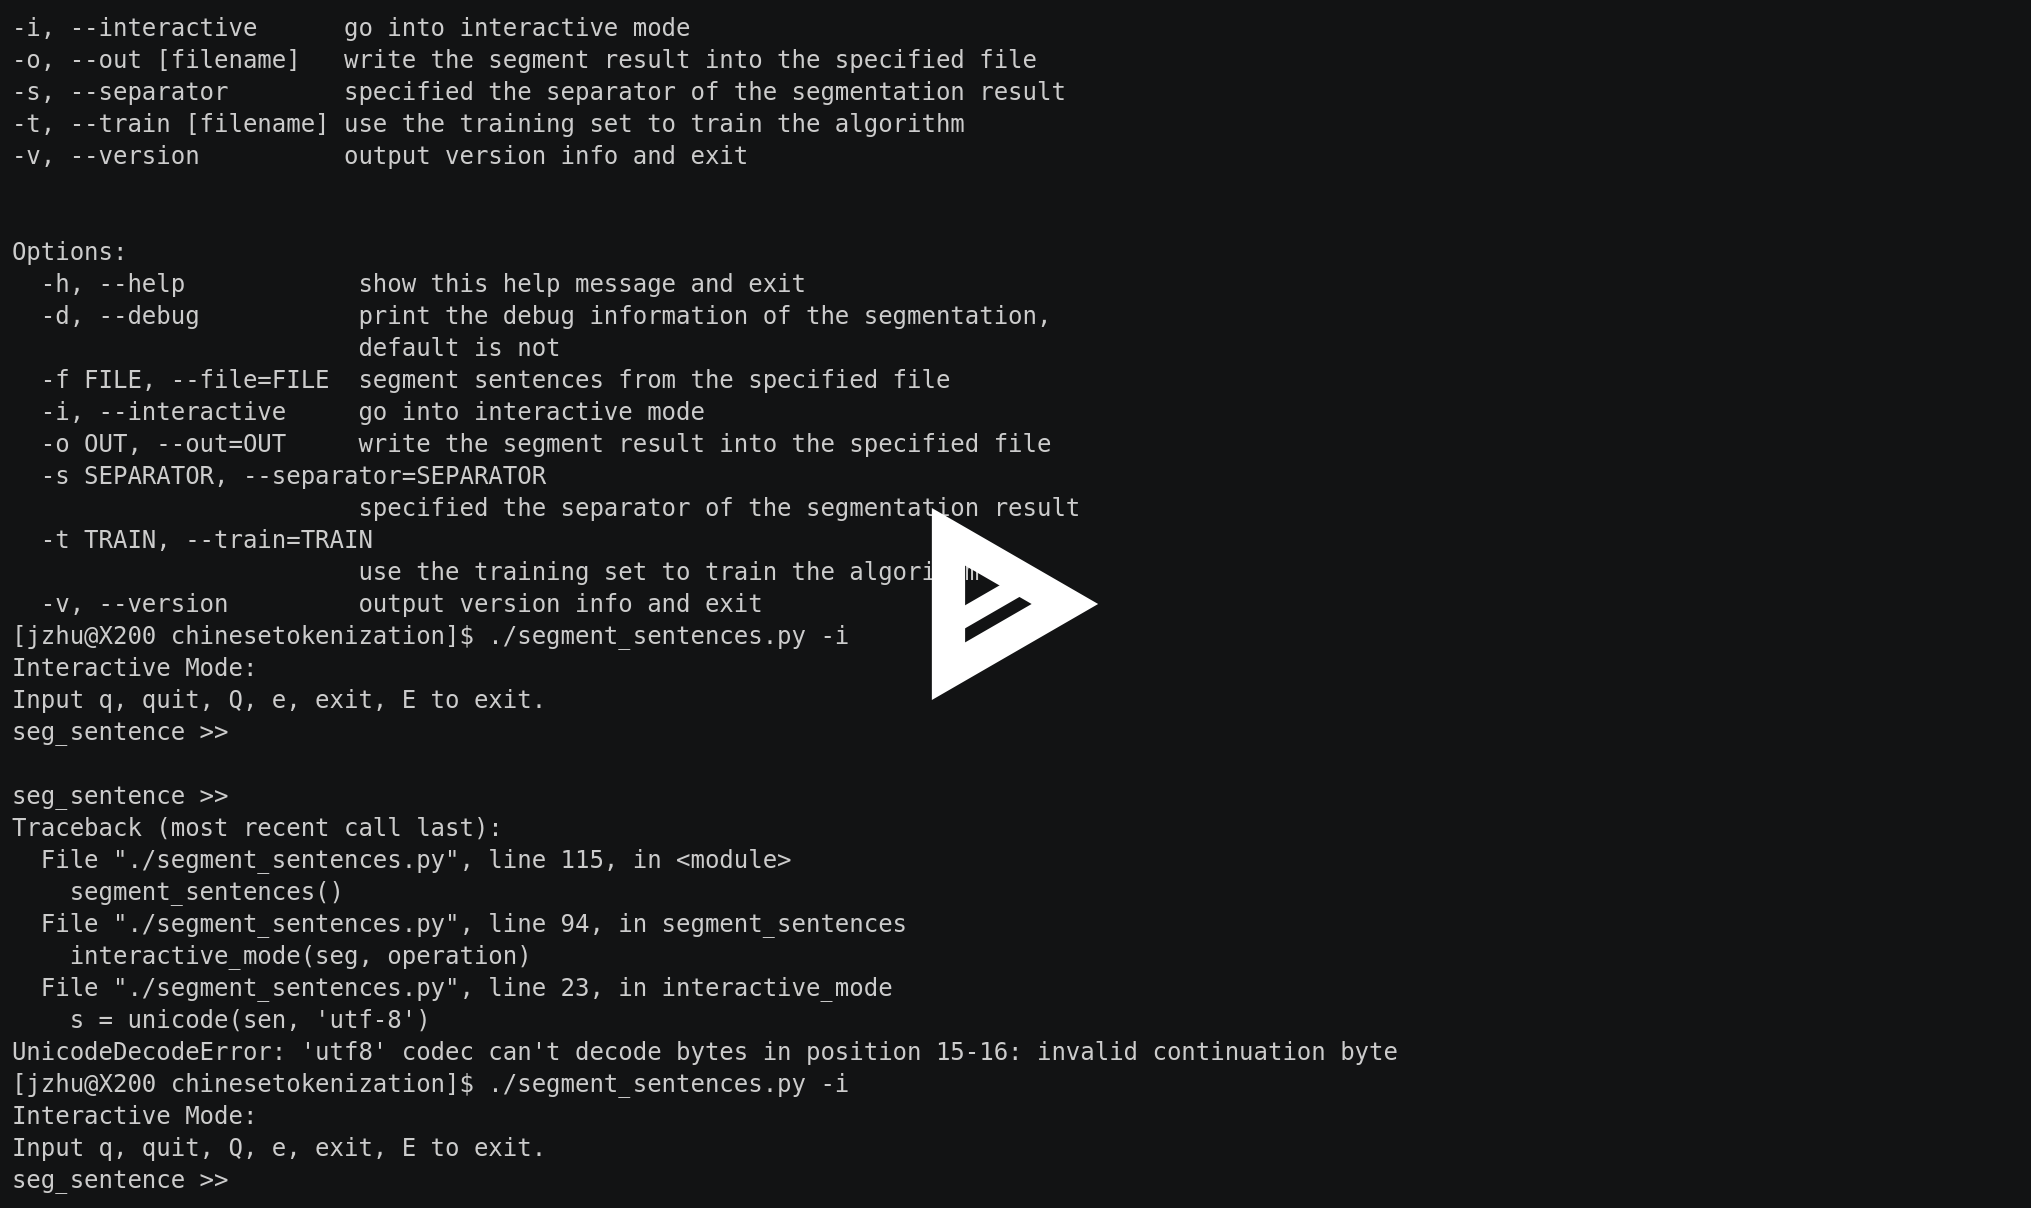 -i, --interactive      go into interactive mode
-o, --out [filename]   write the segment result into the specified file
-s, --separator        specified the separator of the segmentation result
-t, --train [filename] use the training set to train the algorithm
-v, --version          output version info and exit
Options:
  -h, --help            show this help message and exit
  -d, --debug           print the debug information of the segmentation,
                        default is not
  -f FILE, --file=FILE  segment sentences from the specified file
  -i, --interactive     go into interactive mode
  -o OUT, --out=OUT     write the segment result into the specified file
  -s SEPARATOR, --separator=SEPARATOR
                        specified the separator of the segmentation result
  -t TRAIN, --train=TRAIN
                        use the training set to train the algorithm
  -v, --version         output version info and exit
[jzhu@X200 chinesetokenization]$ ./segment_sentences.py -i
Interactive Mode:
Input q, quit, Q, e, exit, E to exit.
seg_sentence >>
seg_sentence >>
Traceback (most recent call last):
  File "./segment_sentences.py", line 115, in <module>
    segment_sentences()
  File "./segment_sentences.py", line 94, in segment_sentences
    interactive_mode(seg, operation)
  File "./segment_sentences.py", line 23, in interactive_mode
    s = unicode(sen, 'utf-8')
UnicodeDecodeError: 'utf8' codec can't decode bytes in position 15-16: invalid continuation byte
[jzhu@X200 chinesetokenization]$ ./segment_sentences.py -i
Interactive Mode:
Input q, quit, Q, e, exit, E to exit.
seg_sentence >>